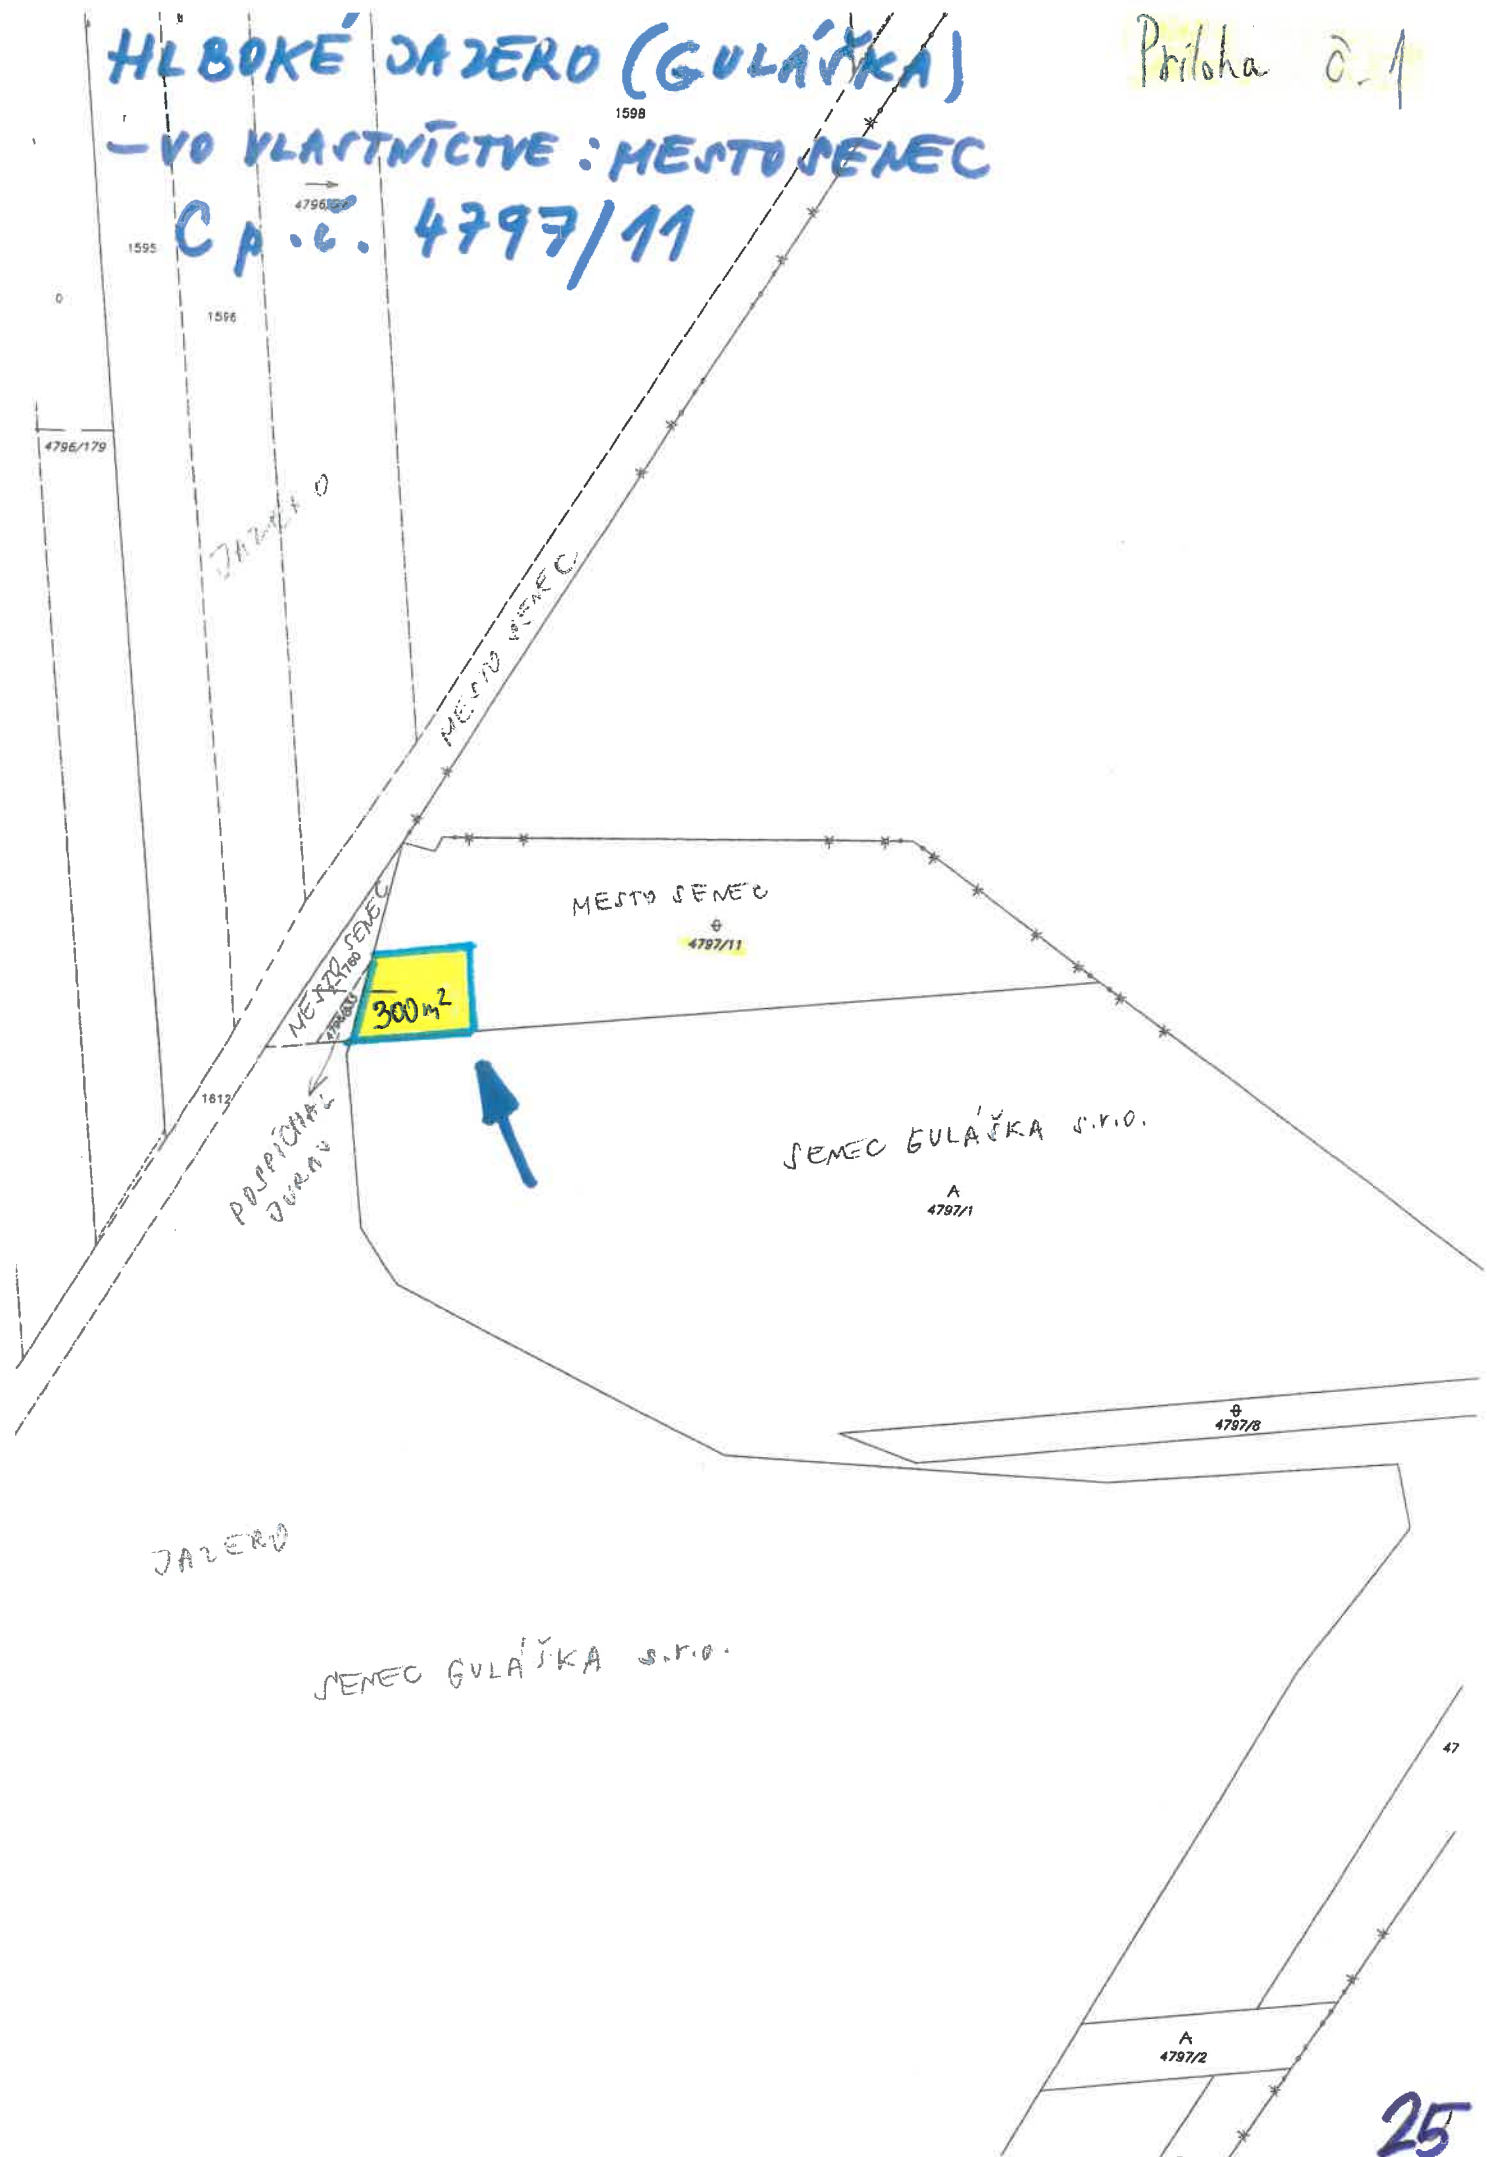 HLBOKÉ JAZERO (GULÁŠKA)
Príloha č. 1
1598
- VO VLASTNÍCTVE: MESTO SENEC
C p.č. 4797/11
1595
0
1596
4796/179
JAZERO
MESTO SENEC
MESTO SENEC
4797/11
MESTO SENEC
300 m²
1612
POSPÍCHAL
JURAJ
SENEC GULÁŠKA s.r.o.
A
4797/1
4797/8
JAZERO
SENEC GULÁŠKA s.r.o.
47
A
4797/2
25